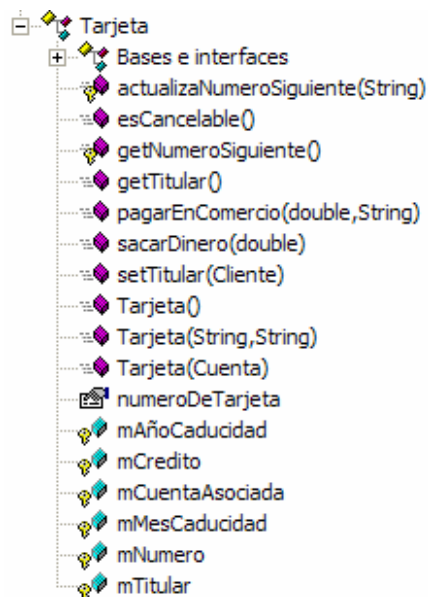 Tarjeta
Bases e interfaces
actualizaNumeroSiguiente(String)
esCancelable()
getNumeroSiguiente()
getTitular()
pagarEnComercio(double,String)
sacarDinero(double)
setTitular(Cliente)
Tarjeta()
Tarjeta(String,String)
Tarjeta(Cuenta)
numeroDeTarjeta
mAñoCaducidad
mCredito
mCuentaAsociada
mMesCaducidad
mNumero
mTitular